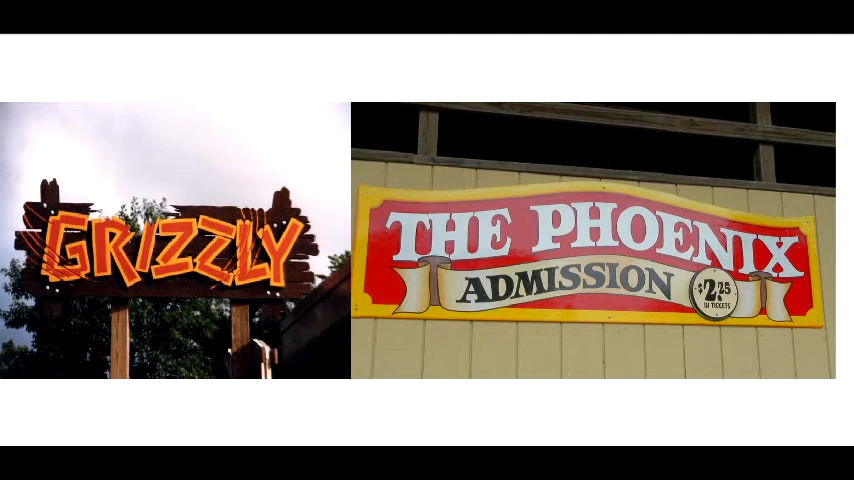 GRIZZLY
THE PHOENIX
ADMISSION
$2.25
IN TICKETS